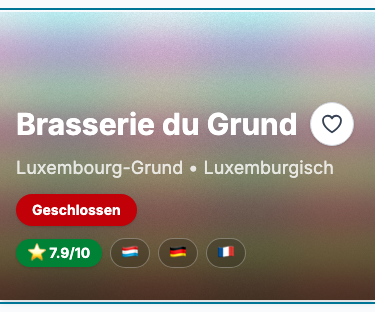 Brasserie du Grund
Luxembourg-Grund • Luxemburgisch
Geschlossen
⭐ 7.9/10 🇱🇺 🇩🇪 🇫🇷